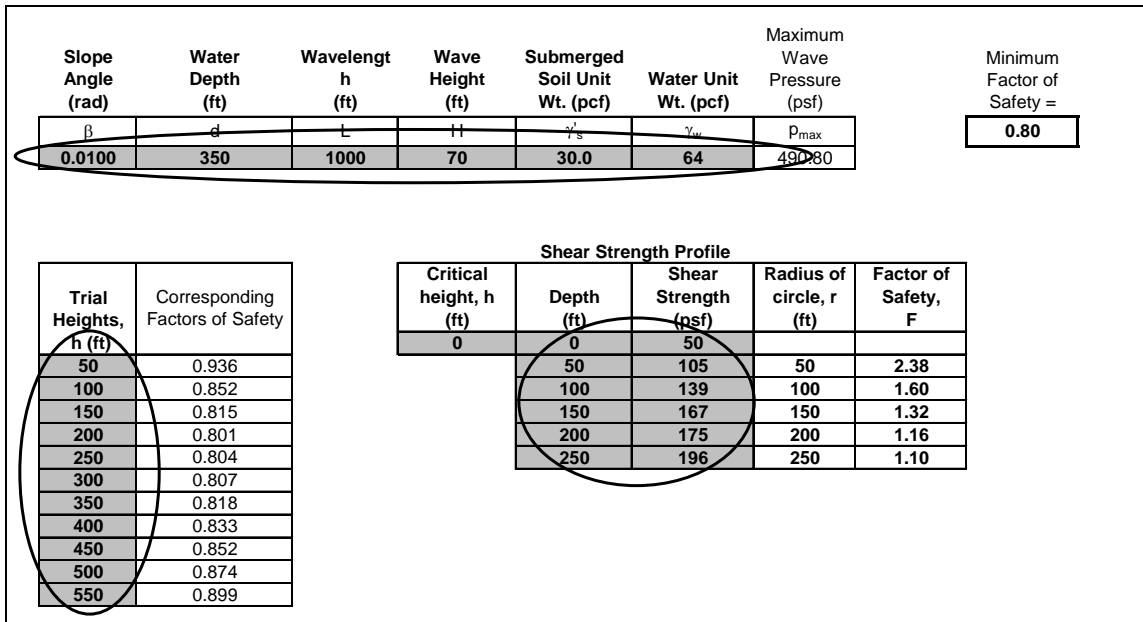 Slope Angle (rad) Water Depth (ft) Wavelengt h (ft) Wave Height (ft) Submerged Soil Unit Wt. (pcf) Water Unit Wt. (pcf) Maximum Wave Pressure (psf) Minimum Factor of Safety =
β d L H γ's γw pmax 0.80
0.0100 350 1000 70 30.0 64 490.80
Shear Strength Profile
Trial Heights, h (ft) Corresponding Factors of Safety Critical height, h (ft) Depth (ft) Shear Strength (psf) Radius of circle, r (ft) Factor of Safety, F
0 0 50
50 0.936 50 105 50 2.38
100 0.852 100 139 100 1.60
150 0.815 150 167 150 1.32
200 0.801 200 175 200 1.16
250 0.804 250 196 250 1.10
300 0.807
350 0.818
400 0.833
450 0.852
500 0.874
550 0.899